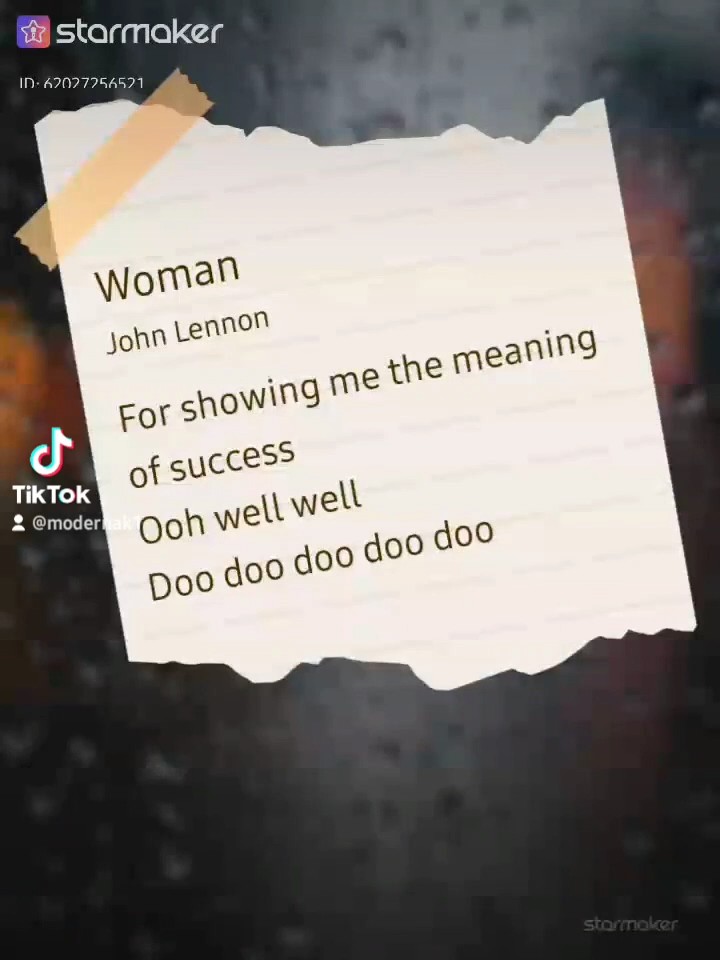 starmaker
ID: 62027256521
Woman
John Lennon
For showing me the meaning
of success
Ooh well well
Doo doo doo doo doo
TikTok
starmaker